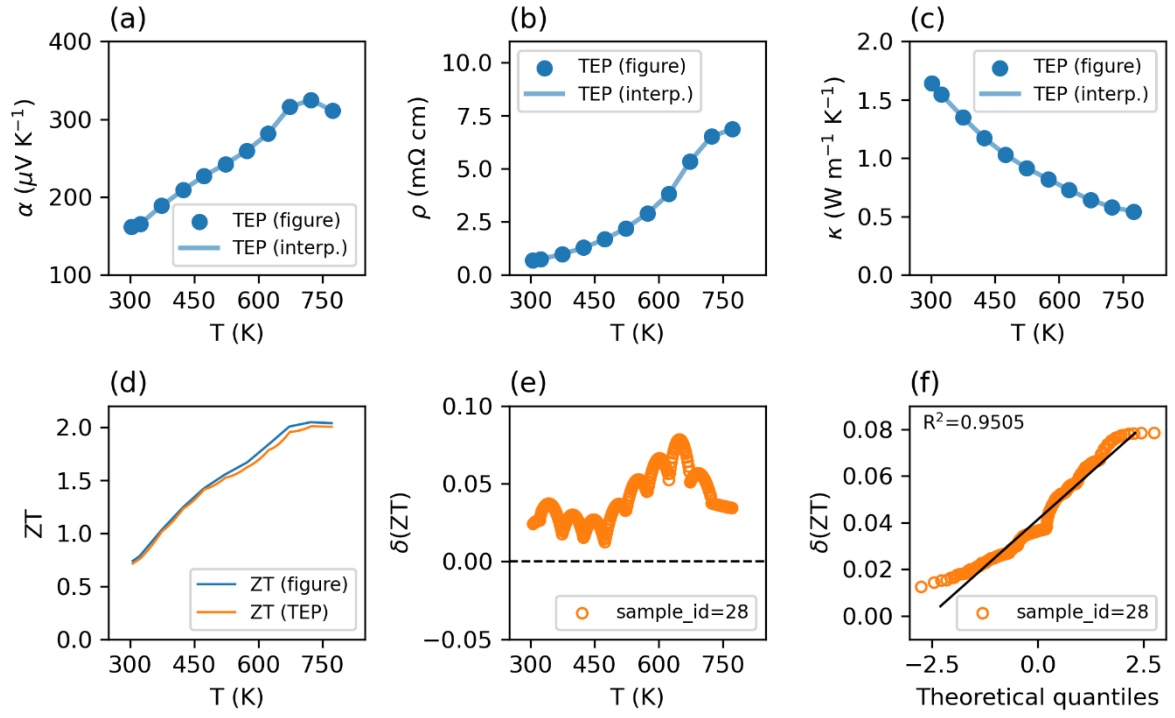 (a)
400
300
200
100
α (μV K⁻¹)
TEP (figure)
TEP (interp.)
300 450 600 750
T (K)
(b)
10.0
7.5
5.0
2.5
0.0
ρ (mΩ cm)
TEP (figure)
TEP (interp.)
300 450 600 750
T (K)
(c)
2.0
1.5
1.0
0.5
0.0
κ (W m⁻¹ K⁻¹)
TEP (figure)
TEP (interp.)
300 450 600 750
T (K)
(d)
2.0
1.5
1.0
0.5
0.0
ZT
ZT (figure)
ZT (TEP)
300 450 600 750
T (K)
(e)
0.10
0.05
0.00
−0.05
δ(ZT)
sample_id=28
300 450 600 750
T (K)
(f)
R²=0.9505
0.08
0.06
0.04
0.02
0.00
δ(ZT)
sample_id=28
−2.5 0.0 2.5
Theoretical quantiles